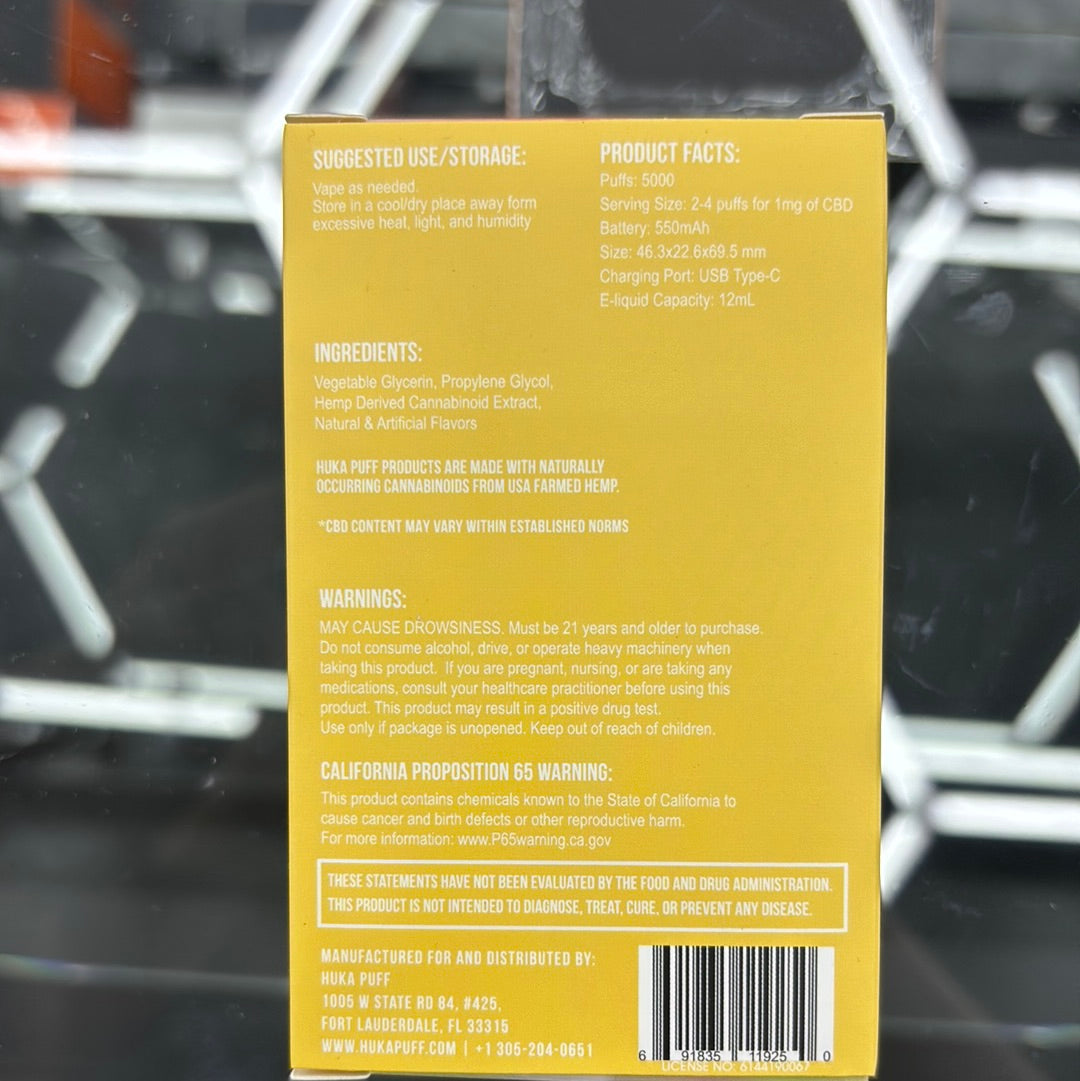 SUGGESTED USE/STORAGE:
Vape as needed.
Store in a cool/dry place away form
excessive heat, light, and humidity
PRODUCT FACTS:
Puffs: 5000
Serving Size: 2-4 puffs for 1mg of CBD
Battery: 550mAh
Size: 46.3x22.6x69.5 mm
Charging Port: USB Type-C
E-liquid Capacity: 12mL
INGREDIENTS:
Vegetable Glycerin, Propylene Glycol,
Hemp Derived Cannabinoid Extract,
Natural & Artificial Flavors
HUKA PUFF PRODUCTS ARE MADE WITH NATURALLY
OCCURRING CANNABINOIDS FROM USA FARMED HEMP.
*CBD CONTENT MAY VARY WITHIN ESTABLISHED NORMS
WARNINGS:
MAY CAUSE DROWSINESS. Must be 21 years and older to purchase.
Do not consume alcohol, drive, or operate heavy machinery when
taking this product. If you are pregnant, nursing, or are taking any
medications, consult your healthcare practitioner before using this
product. This product may result in a positive drug test.
Use only if package is unopened. Keep out of reach of children.
CALIFORNIA PROPOSITION 65 WARNING:
This product contains chemicals known to the State of California to
cause cancer and birth defects or other reproductive harm.
For more information: www.P65warning.ca.gov
THESE STATEMENTS HAVE NOT BEEN EVALUATED BY THE FOOD AND DRUG ADMINISTRATION.
THIS PRODUCT IS NOT INTENDED TO DIAGNOSE, TREAT, CURE, OR PREVENT ANY DISEASE.
MANUFACTURED FOR AND DISTRIBUTED BY:
HUKA PUFF
1005 W STATE RD 84, #425,
FORT LAUDERDALE, FL 33315
WWW.HUKAPUFF.COM | +1 305-204-0651
6 91835 11925 0
LICENSE NO: 6144190067